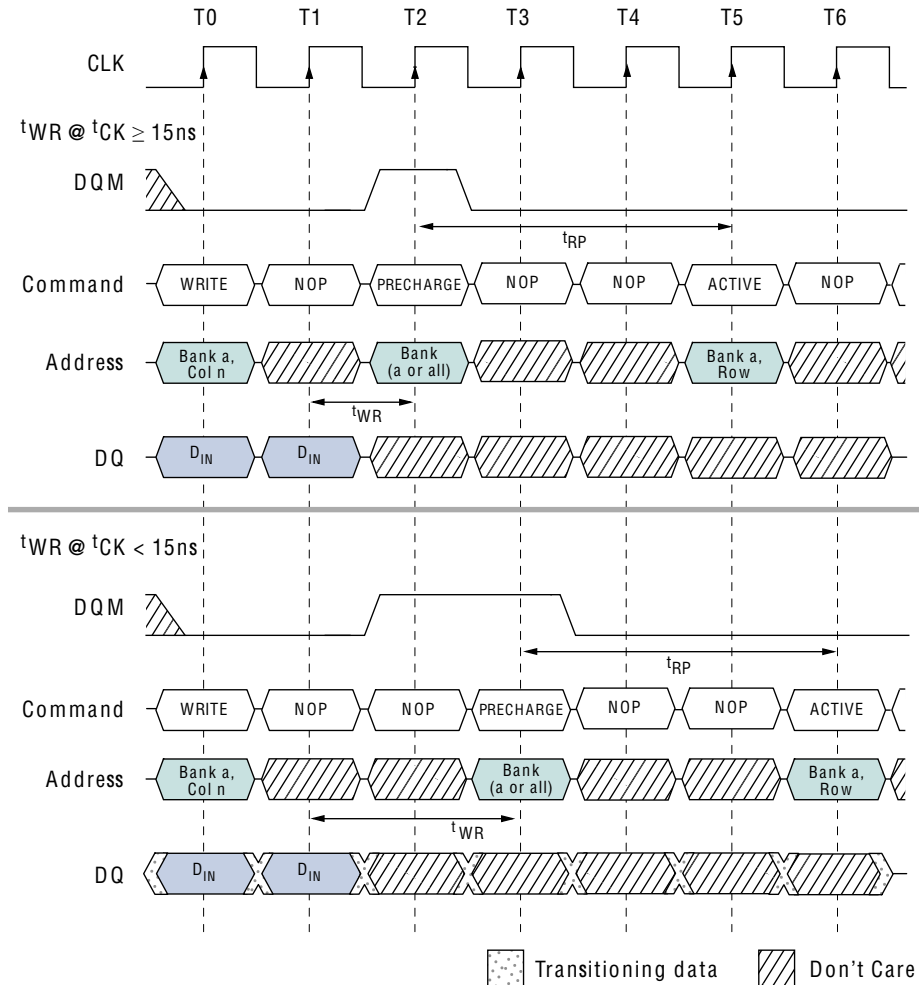 T0 T1 T2 T3 T4 T5 T6
CLK
tWR @ tCK ≥ 15ns
DQM
tRP
Command WRITE NOP PRECHARGE NOP NOP ACTIVE NOP
Address Bank a, Col n Bank (a or all) Bank a, Row
tWR
DQ DIN DIN
tWR @ tCK < 15ns
DQM
tRP
Command WRITE NOP NOP PRECHARGE NOP NOP ACTIVE
Address Bank a, Col n Bank (a or all) Bank a, Row
tWR
DQ DIN DIN
Transitioning data Don't Care